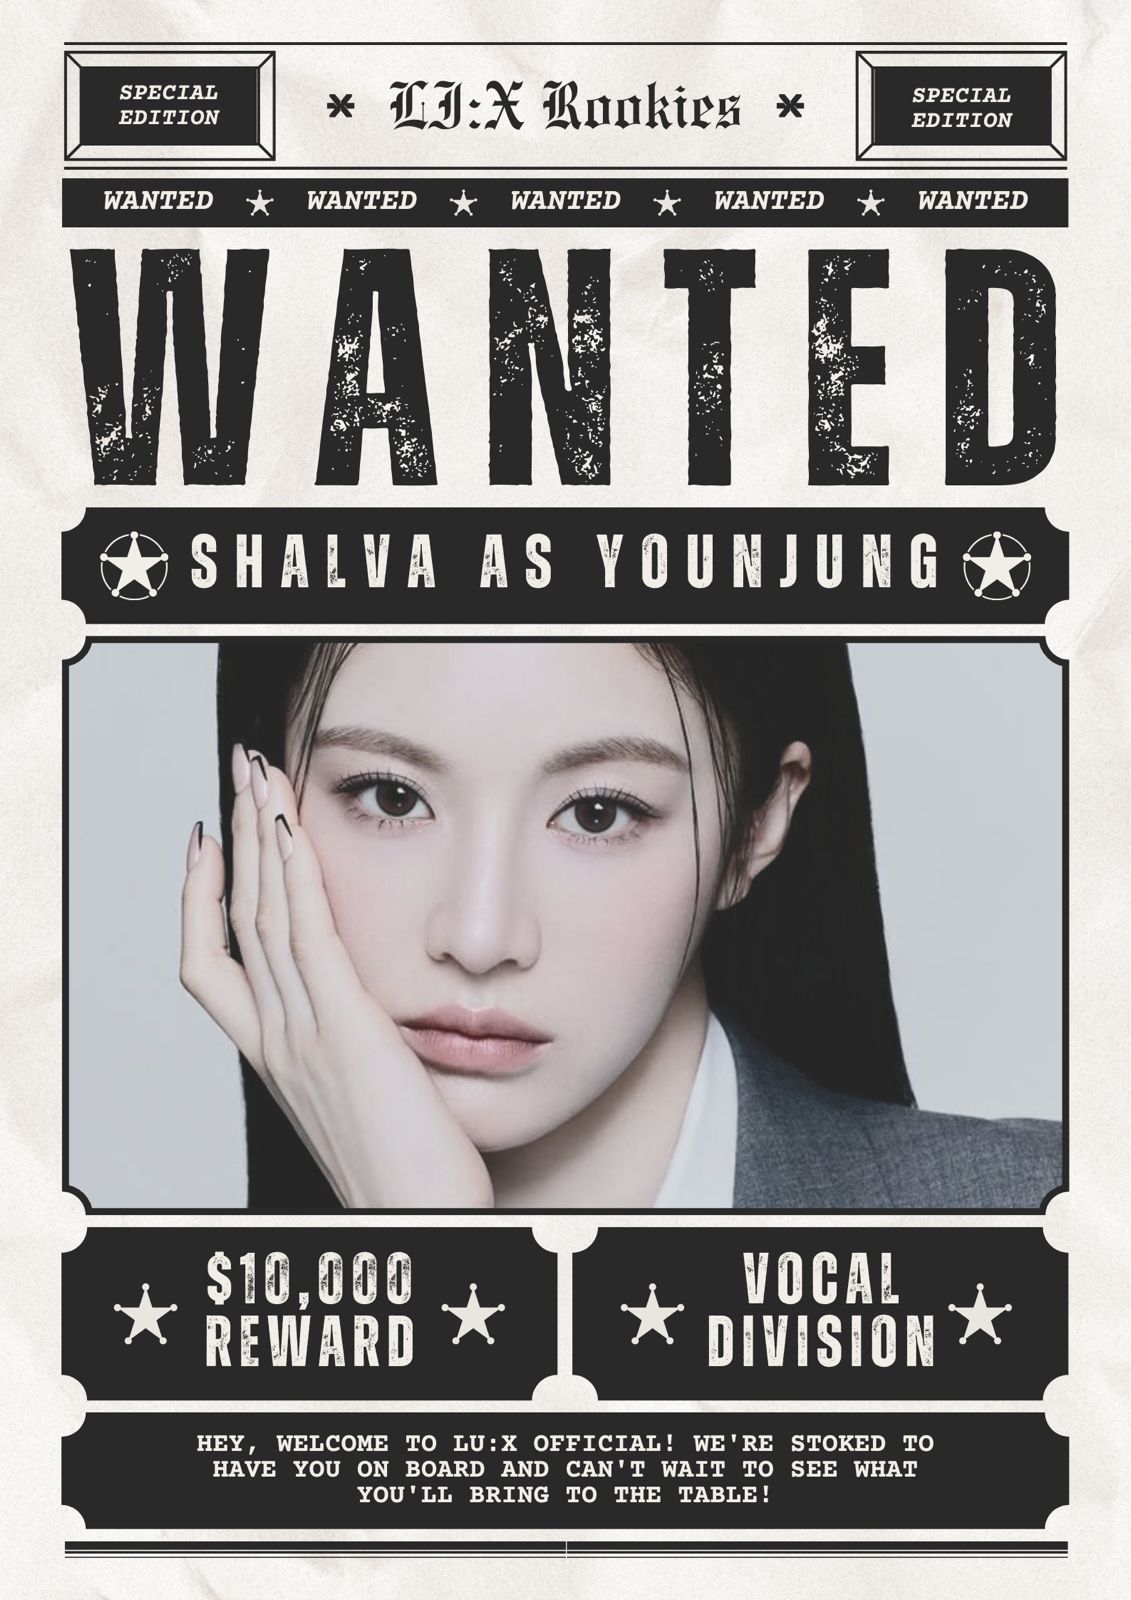 SPECIAL
EDITION
LI:X Rookies
SPECIAL
EDITION
WANTED WANTED WANTED WANTED WANTED
WANTED
SHALVA AS YOUNJUNG
$10,000
REWARD
VOCAL
DIVISION
HEY, WELCOME TO LU:X OFFICIAL! WE'RE STOKED TO
HAVE YOU ON BOARD AND CAN'T WAIT TO SEE WHAT
YOU'LL BRING TO THE TABLE!